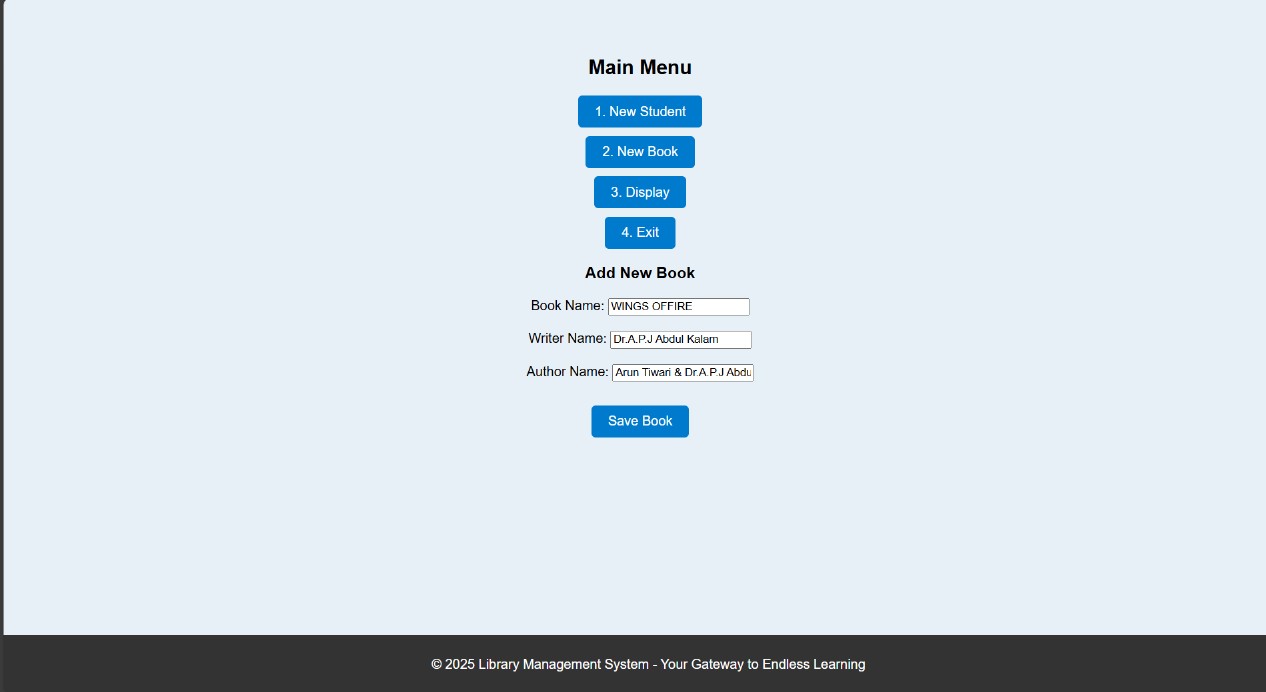 Main Menu
1. New Student
2. New Book
3. Display
4. Exit
Add New Book
Book Name: WINGS OFFIRE
Writer Name: Dr.A.P.J Abdul Kalam
Author Name: Arun Tiwari & Dr.A.P.J Abdu
Save Book
© 2025 Library Management System - Your Gateway to Endless Learning